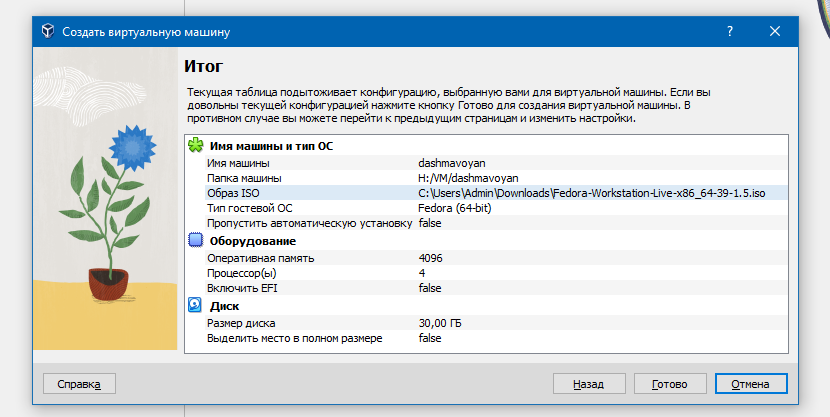 Создать виртуальную машину
?
Итог
Текущая таблица подытоживает конфигурацию, выбранную вами для виртуальной машины. Если вы
довольны текущей конфигурацией нажмите кнопку Готово для создания виртуальной машины. В
противном случае вы можете перейти к предыдущим страницам и изменить настройки.
Имя машины и тип ОС
Имя машины dashmavoyan
Папка машины H:/VM/dashmavoyan
Образ ISO C:\Users\Admin\Downloads\Fedora-Workstation-Live-x86_64-39-1.5.iso
Тип гостевой ОС Fedora (64-bit)
Пропустить автоматическую установку false
Оборудование
Оперативная память 4096
Процессор(ы) 4
Включить EFI false
Диск
Размер диска 30,00 ГБ
Выделить место в полном размере false
Справка Назад Готово Отмена